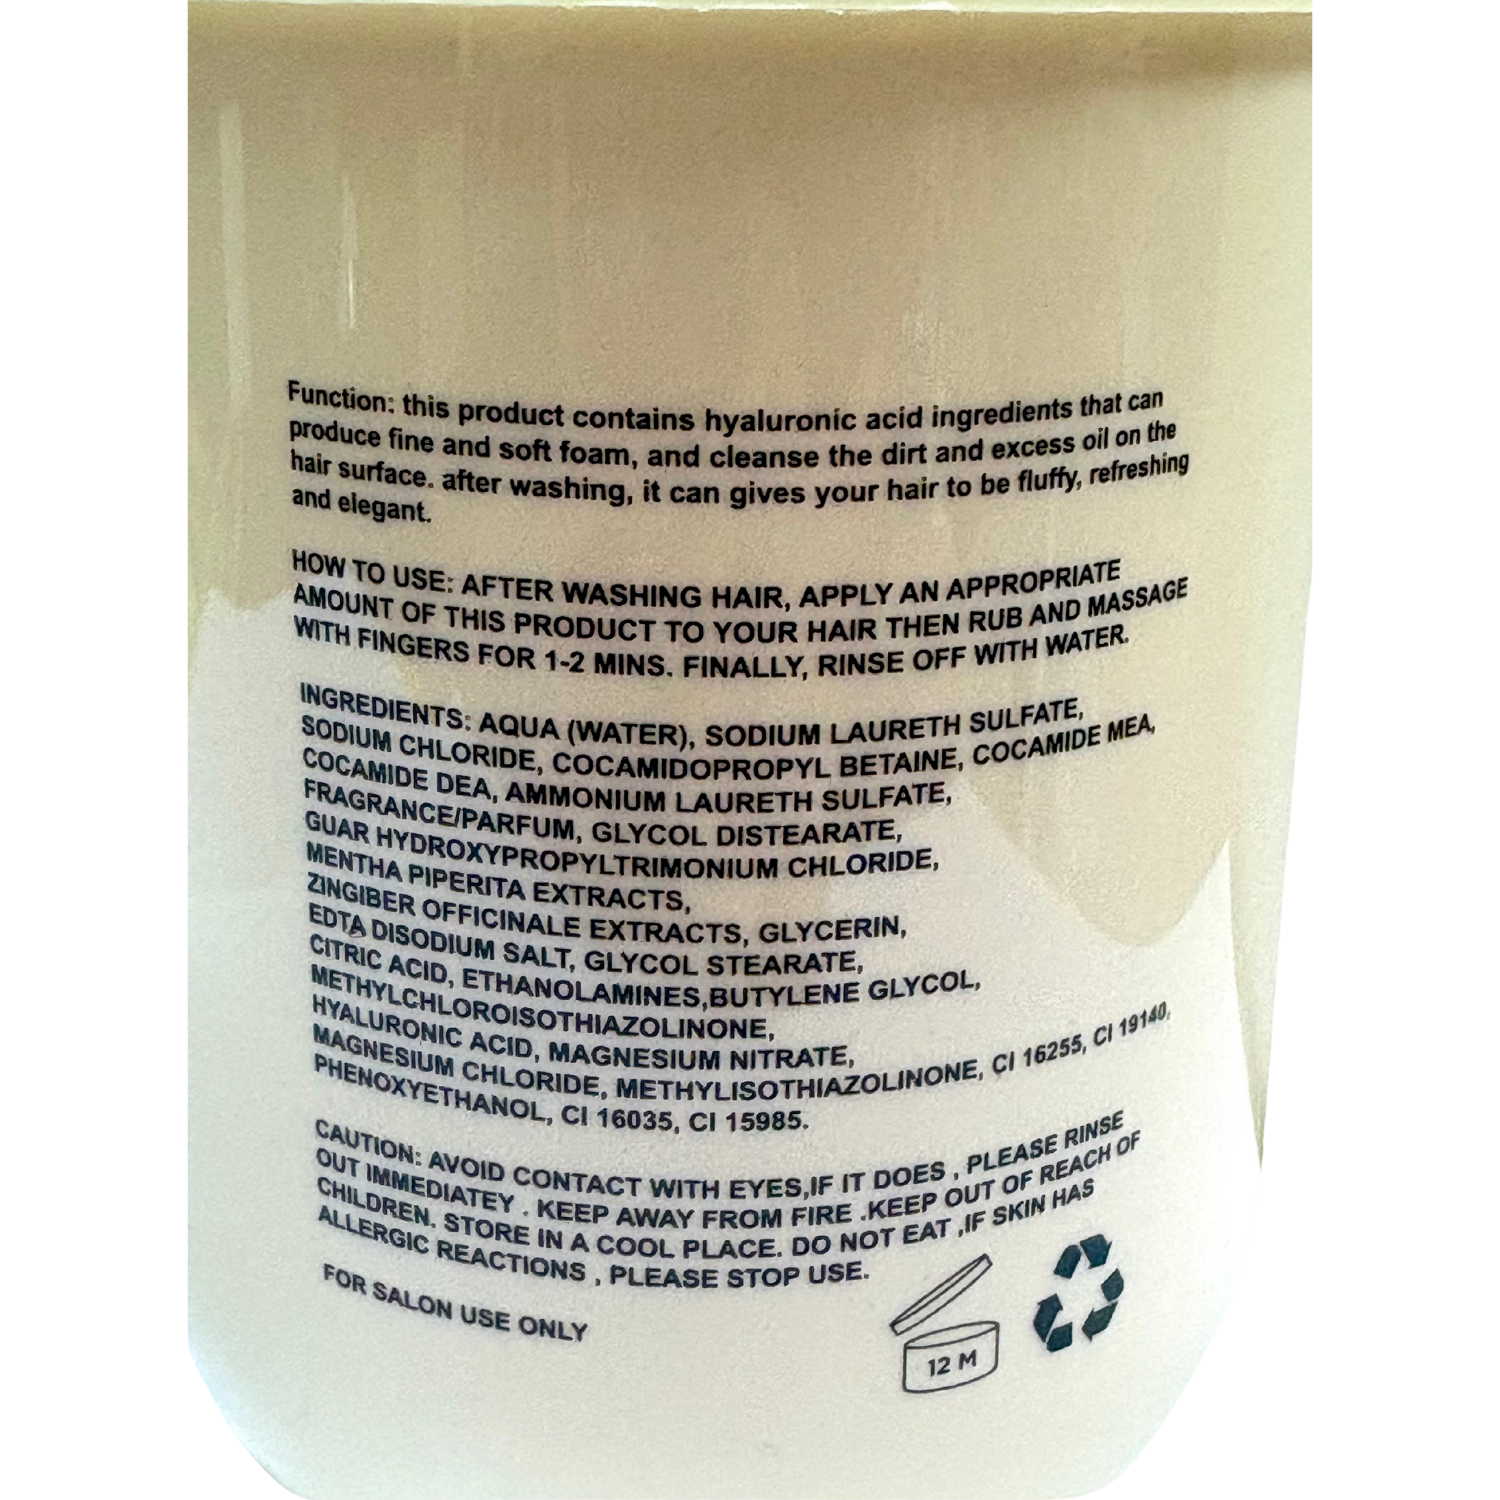 Function: this product contains hyaluronic acid ingredients that can
produce fine and soft foam, and cleanse the dirt and excess oil on the
hair surface. after washing, it can gives your hair to be fluffy, refreshing
and elegant.
HOW TO USE: AFTER WASHING HAIR, APPLY AN APPROPRIATE
AMOUNT OF THIS PRODUCT TO YOUR HAIR THEN RUB AND MASSAGE
WITH FINGERS FOR 1-2 MINS. FINALLY, RINSE OFF WITH WATER.
INGREDIENTS: AQUA (WATER), SODIUM LAURETH SULFATE,
SODIUM CHLORIDE, COCAMIDOPROPYL BETAINE, COCAMIDE MEA,
COCAMIDE DEA, AMMONIUM LAURETH SULFATE,
FRAGRANCE/PARFUM, GLYCOL DISTEARATE,
GUAR HYDROXYPROPYLTRIMONIUM CHLORIDE,
MENTHA PIPERITA EXTRACTS,
ZINGIBER OFFICINALE EXTRACTS, GLYCERIN,
EDTA DISODIUM SALT, GLYCOL STEARATE,
CITRIC ACID, ETHANOLAMINES,BUTYLENE GLYCOL,
METHYLCHLOROISOTHIAZOLINONE,
HYALURONIC ACID, MAGNESIUM NITRATE,
MAGNESIUM CHLORIDE, METHYLISOTHIAZOLINONE, CI 16255, CI 19140,
PHENOXYETHANOL, CI 16035, CI 15985.
CAUTION: AVOID CONTACT WITH EYES,IF IT DOES , PLEASE RINSE
OUT IMMEDIATEY . KEEP AWAY FROM FIRE .KEEP OUT OF REACH OF
CHILDREN. STORE IN A COOL PLACE. DO NOT EAT ,IF SKIN HAS
ALLERGIC REACTIONS , PLEASE STOP USE.
FOR SALON USE ONLY
12 M